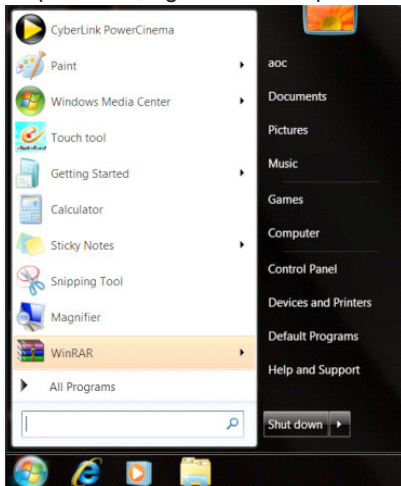 CyberLink PowerCinema
Paint
Windows Media Center
Touch tool
Getting Started
Calculator
Sticky Notes
Snipping Tool
Magnifier
WinRAR
All Programs
aoc
Documents
Pictures
Music
Games
Computer
Control Panel
Devices and Printers
Default Programs
Help and Support
Shut down